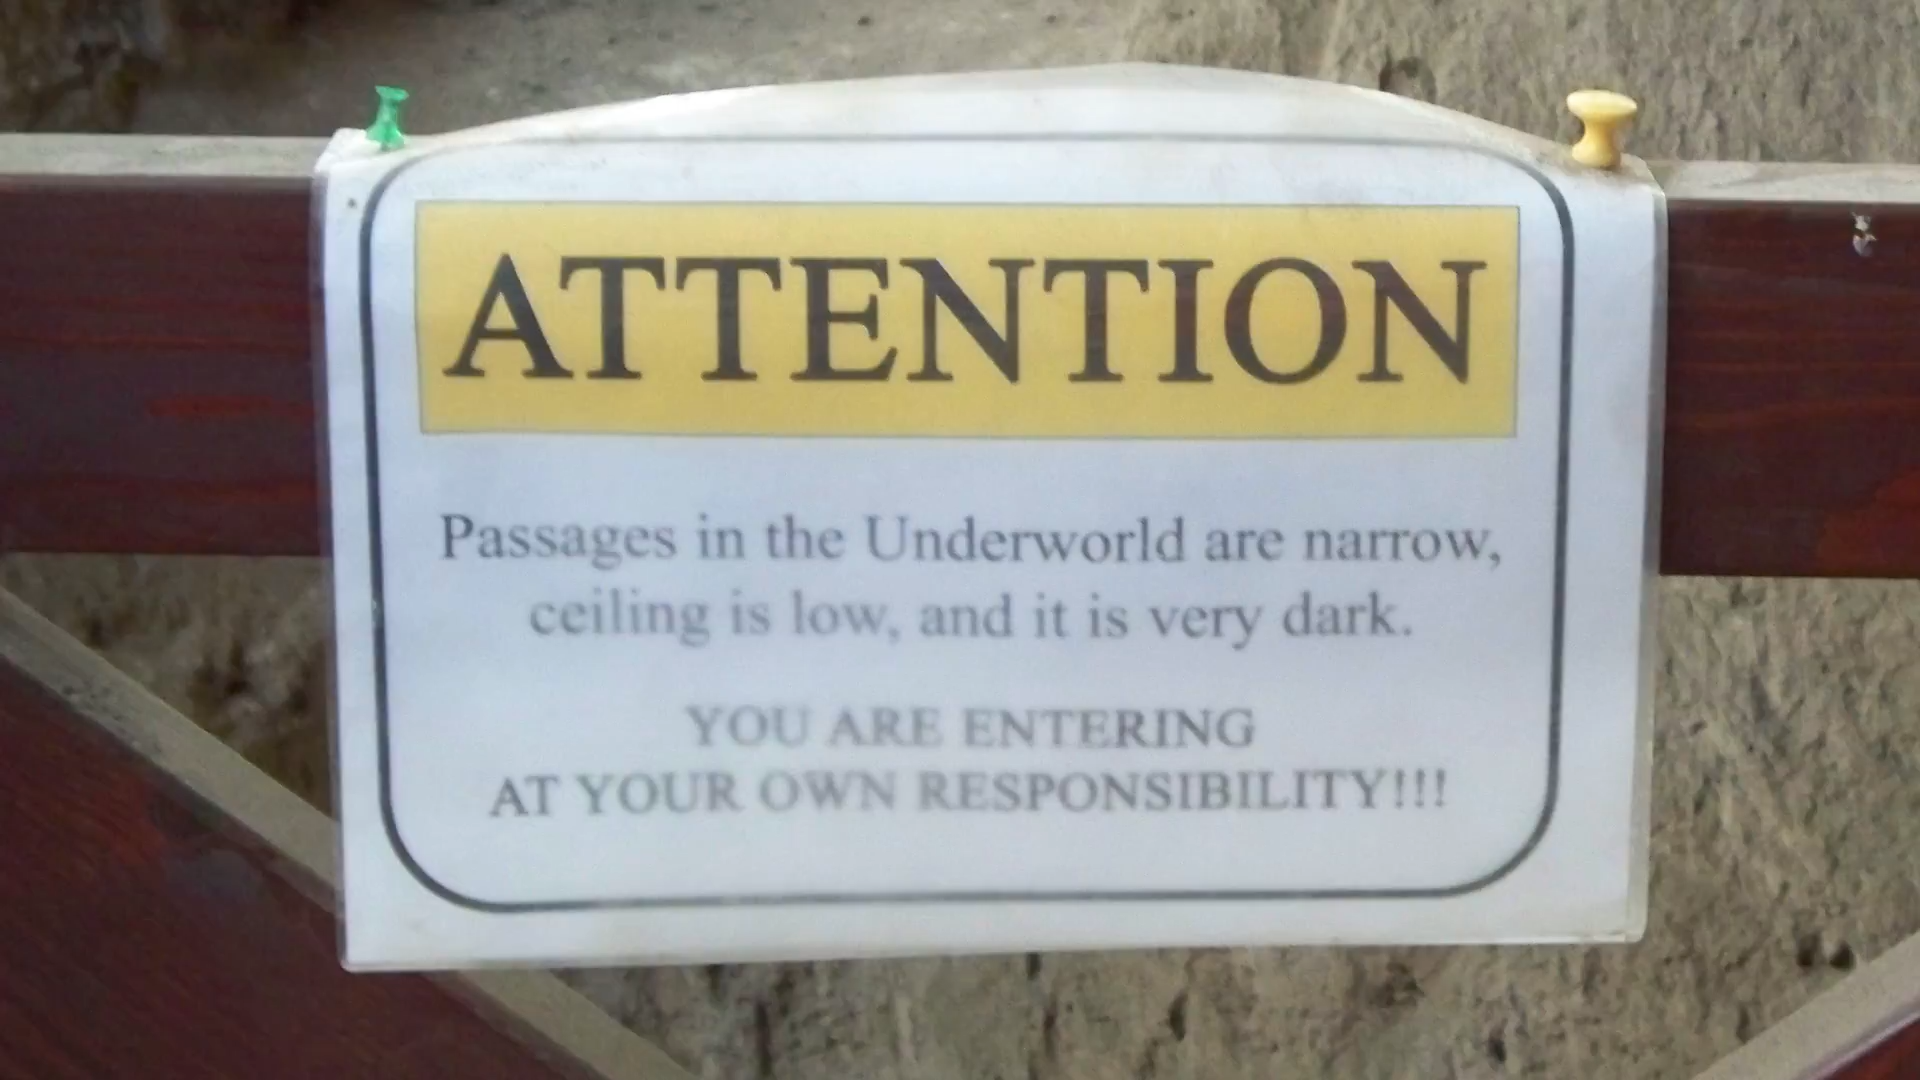 ATTENTION
Passages in the Underworld are narrow,
ceiling is low, and it is very dark.
YOU ARE ENTERING
AT YOUR OWN RESPONSIBILITY!!!